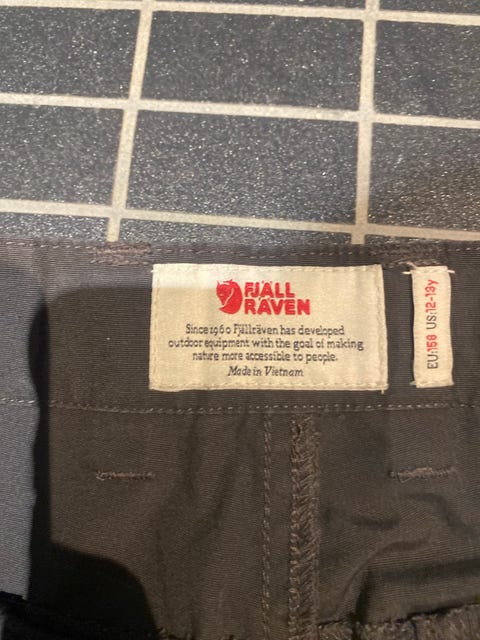 FJÄLL
RÄVEN
Since 1960 Fjällräven has developed
outdoor equipment with the goal of making
nature more accessible to people.
Made in Vietnam
EU:158 US:12-13y